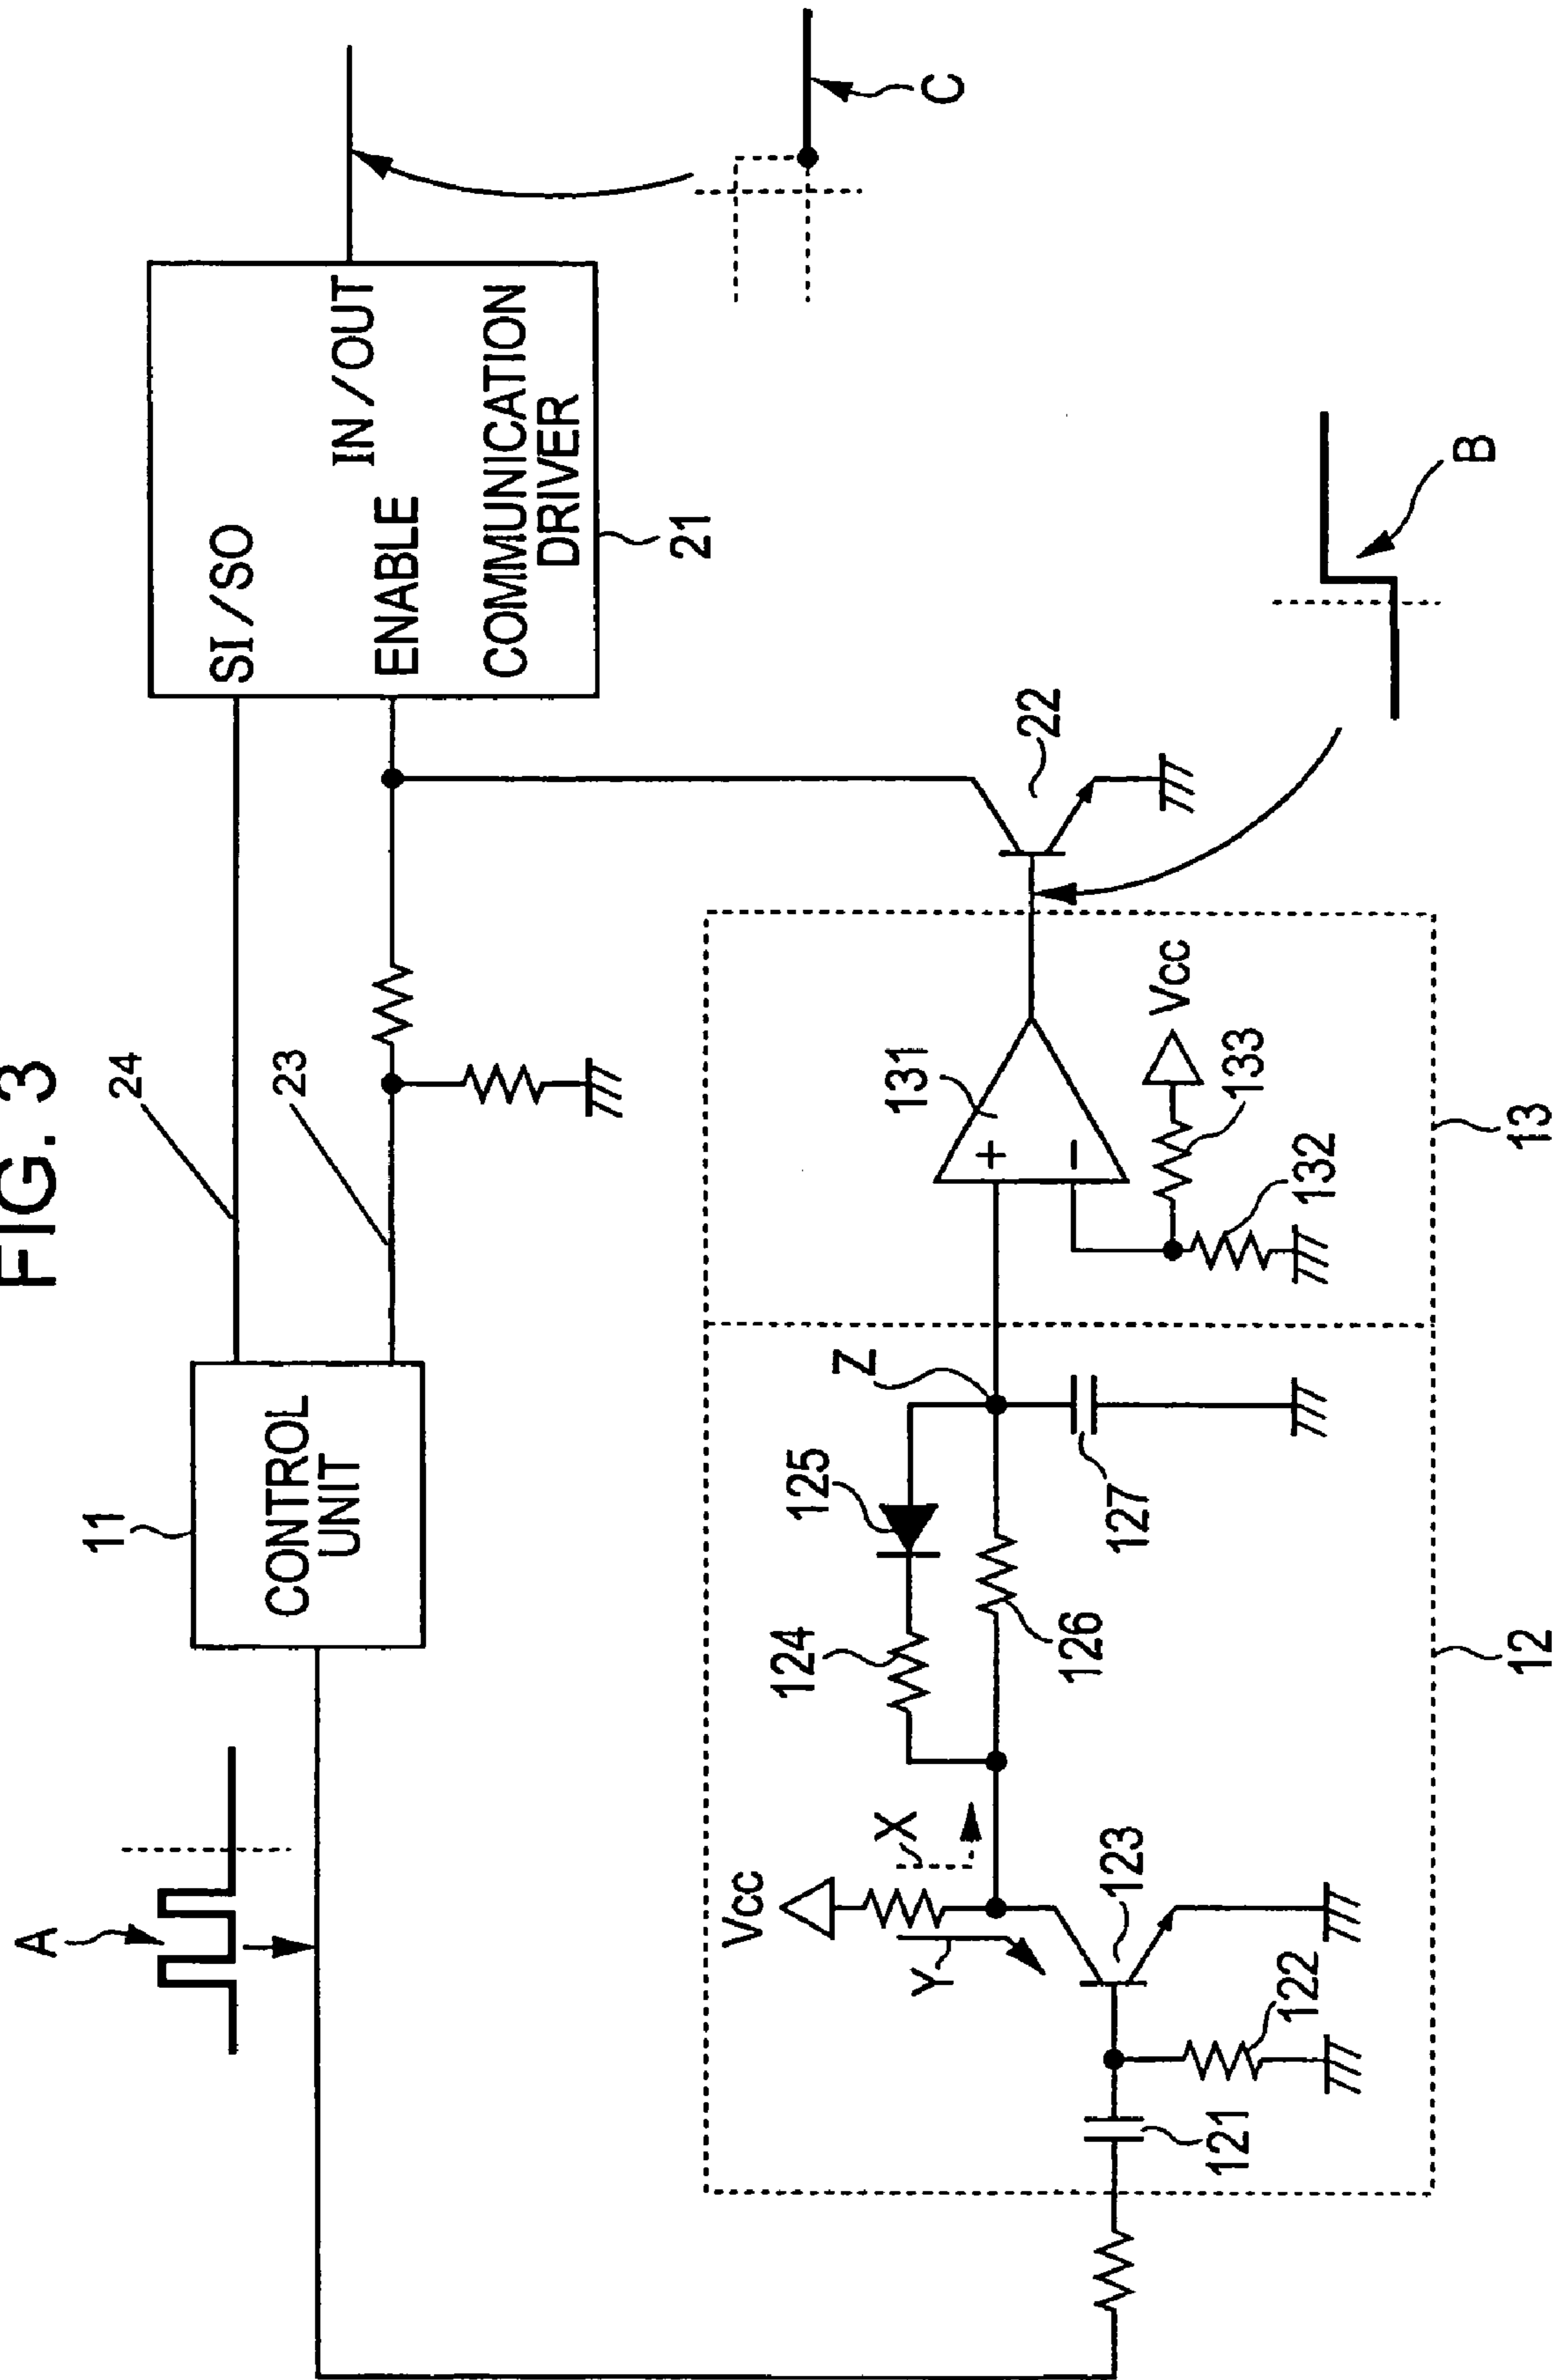 FIG. 3
A
11
CONTROL
UNIT
24
23
SI/SO
IN/OUT
ENABLE
COMMUNICATION
DRIVER
21
C
Vcc
X
Y
124
125
Z
126
127
123
122
121
131
+
−
Vcc
133
132
22
B
12
13